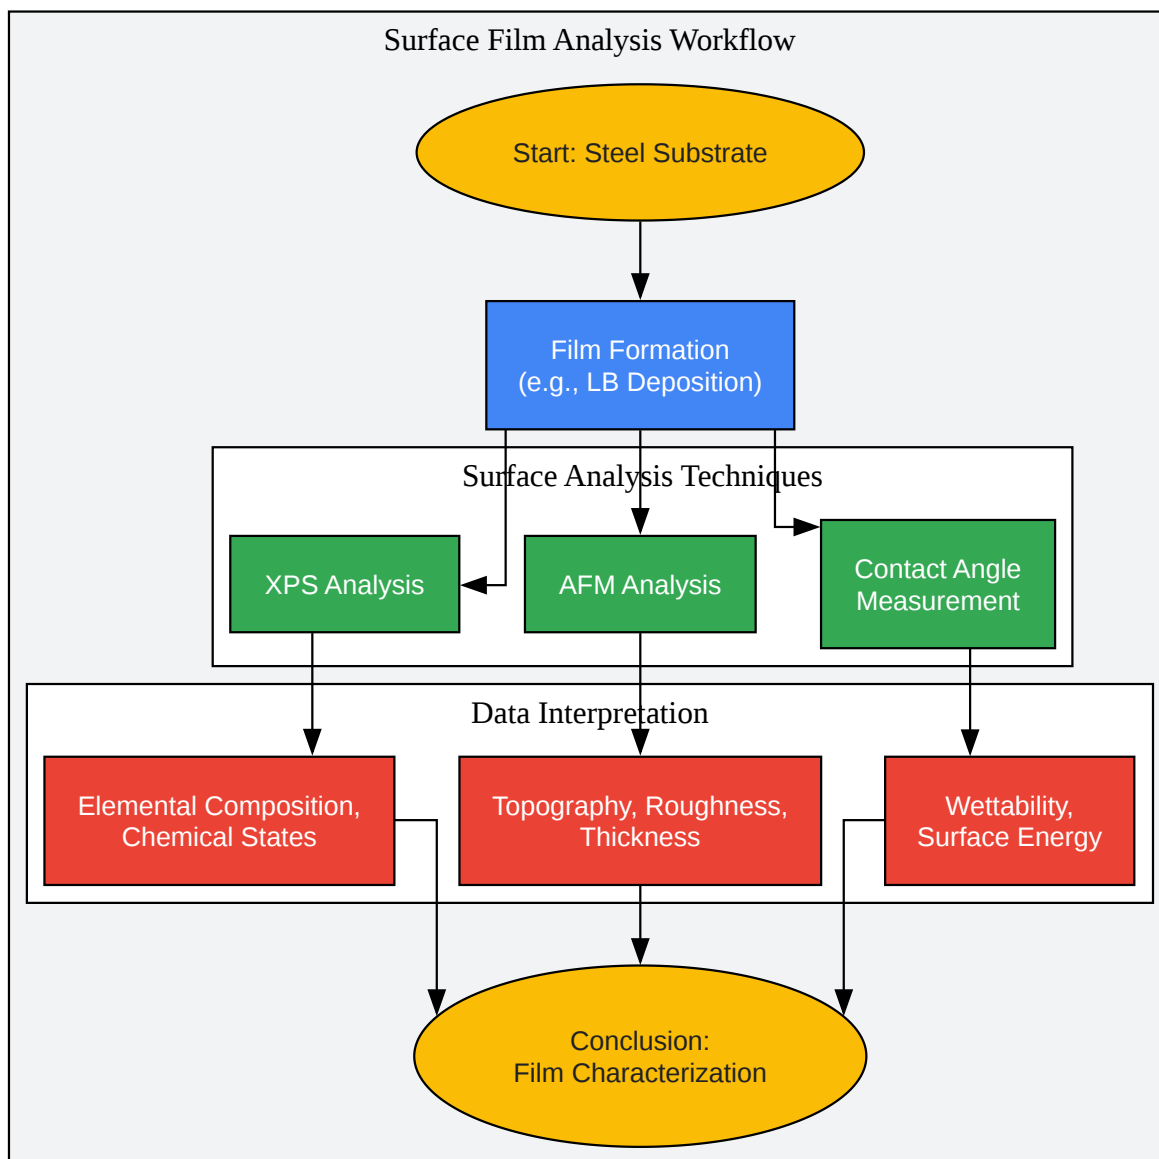 Surface Film Analysis Workflow
Start: Steel Substrate
Film Formation
(e.g., LB Deposition)
Surface Analysis Techniques
XPS Analysis
AFM Analysis
Contact Angle
Measurement
Data Interpretation
Elemental Composition,
Chemical States
Topography, Roughness,
Thickness
Wettability,
Surface Energy
Conclusion:
Film Characterization